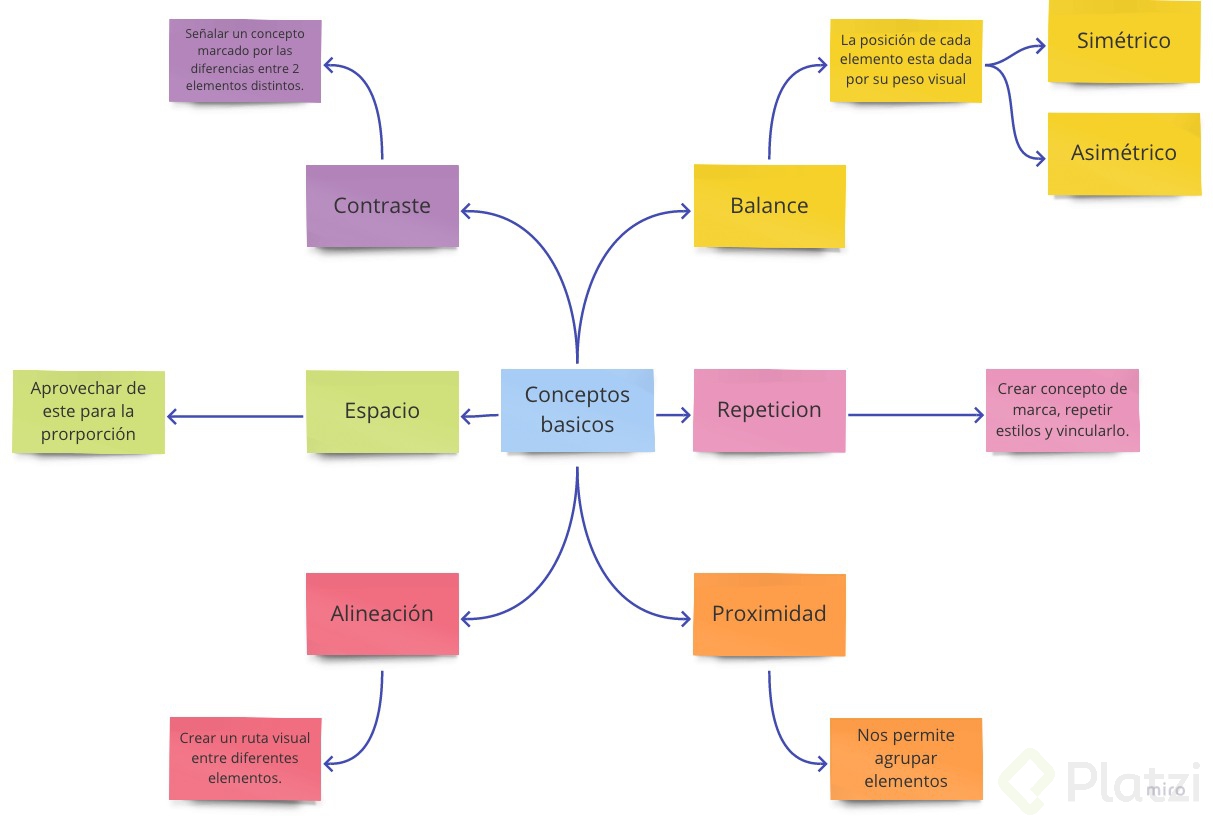 Señalar un concepto
marcado por las
diferencias entre 2
elementos distintos.
La posición de cada
elemento esta dada
por su peso visual
Simétrico
Asimétrico
Contraste
Balance
Aprovechar de
este para la
prorporción
Espacio
Conceptos
basicos
Repeticion
Crear concepto de
marca, repetir
estilos y vincularlo.
Alineación
Proximidad
Crear un ruta visual
entre diferentes
elementos.
Nos permite
agrupar
elementos
Platzi
miro